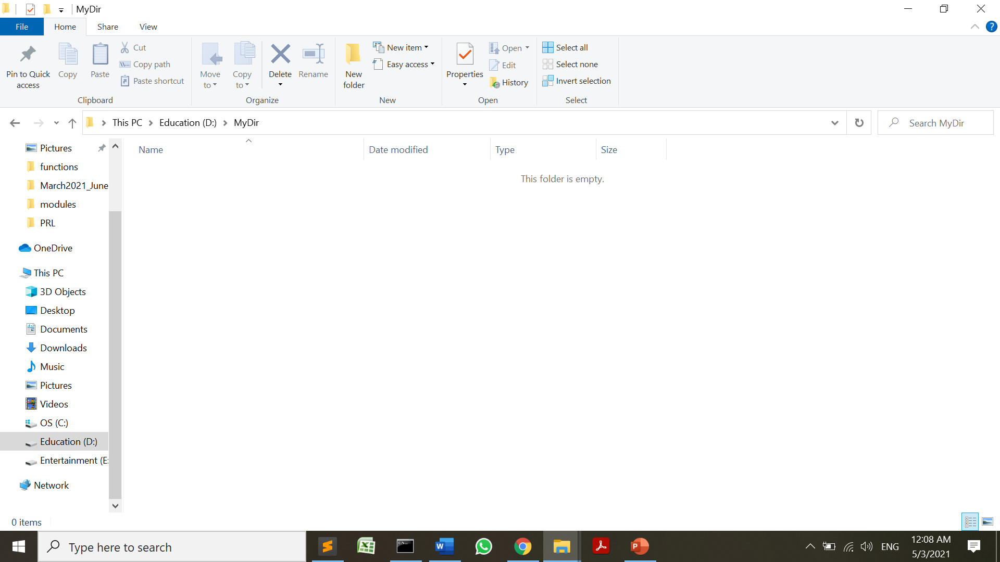 MyDir
File Home Share View
Pin to Quick access
Copy
Paste
Cut
Copy path
Paste shortcut
Clipboard
Move to
Copy to
Delete
Rename
Organize
New folder
New item
Easy access
New
Properties
Open
Edit
History
Open
Select all
Select none
Invert selection
Select
This PC > Education (D:) > MyDir
Search MyDir
Name Date modified Type Size
This folder is empty.
Pictures
functions
March2021_June
modules
PRL
OneDrive
This PC
3D Objects
Desktop
Documents
Downloads
Music
Pictures
Videos
OS (C:)
Education (D:)
Entertainment (E:
Network
0 items
Type here to search
ENG
12:08 AM
5/3/2021